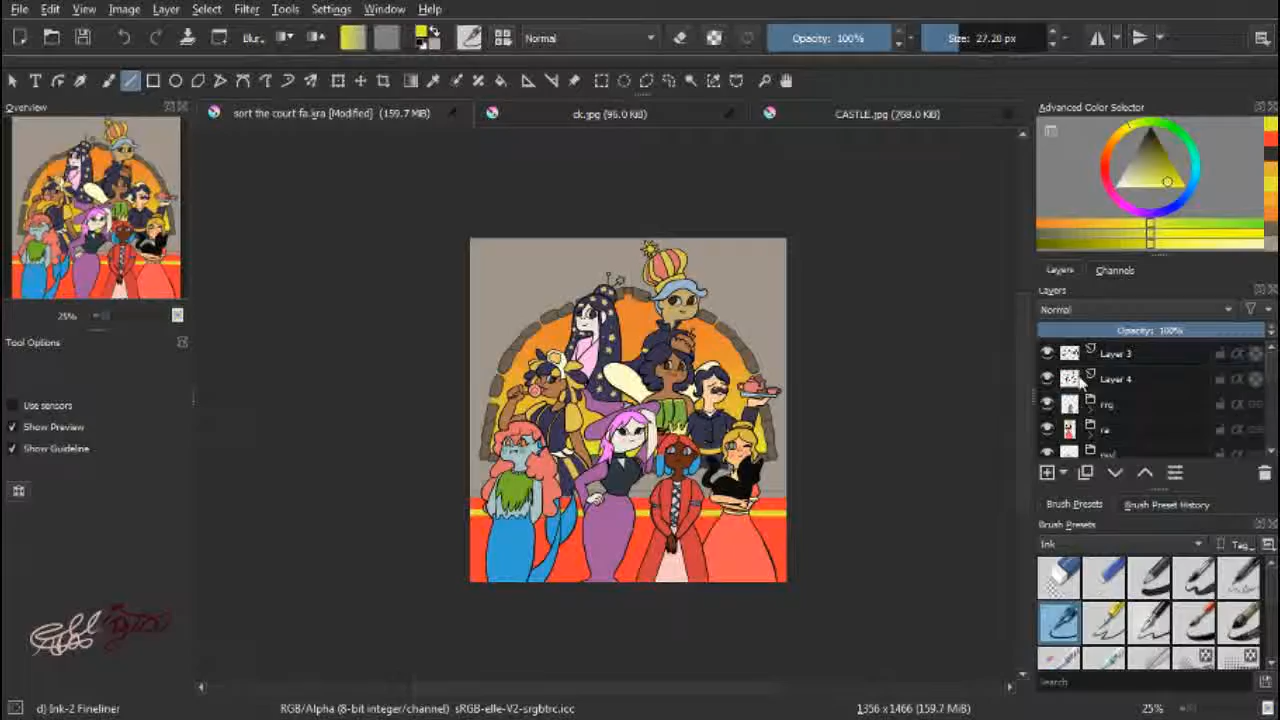 File Edit View Image Layer Select Filter Tools Settings Window Help
Blur.. Normal Opacity: 100% Size: 27.20 px
Overview
sort the court fa.kra [Modified] (159.7 MiB)
ck.jpg (96.0 KiB)
CASTLE.jpg (768.0 KiB)
Advanced Color Selector
Layers Channels
Layers
Normal
Opacity: 100%
Layer 3
Layer 4
rrg
ra
25%
Tool Options
Use sensors
Show Preview
Show Guideline
Brush Presets Brush Preset History
Brush Presets
Ink Tag
Search
d) Ink-2 Fineliner
RGB/Alpha (8-bit integer/channel) sRGB-elle-V2-srgbtrc.icc
1356 x 1466 (159.7 MiB)
25%